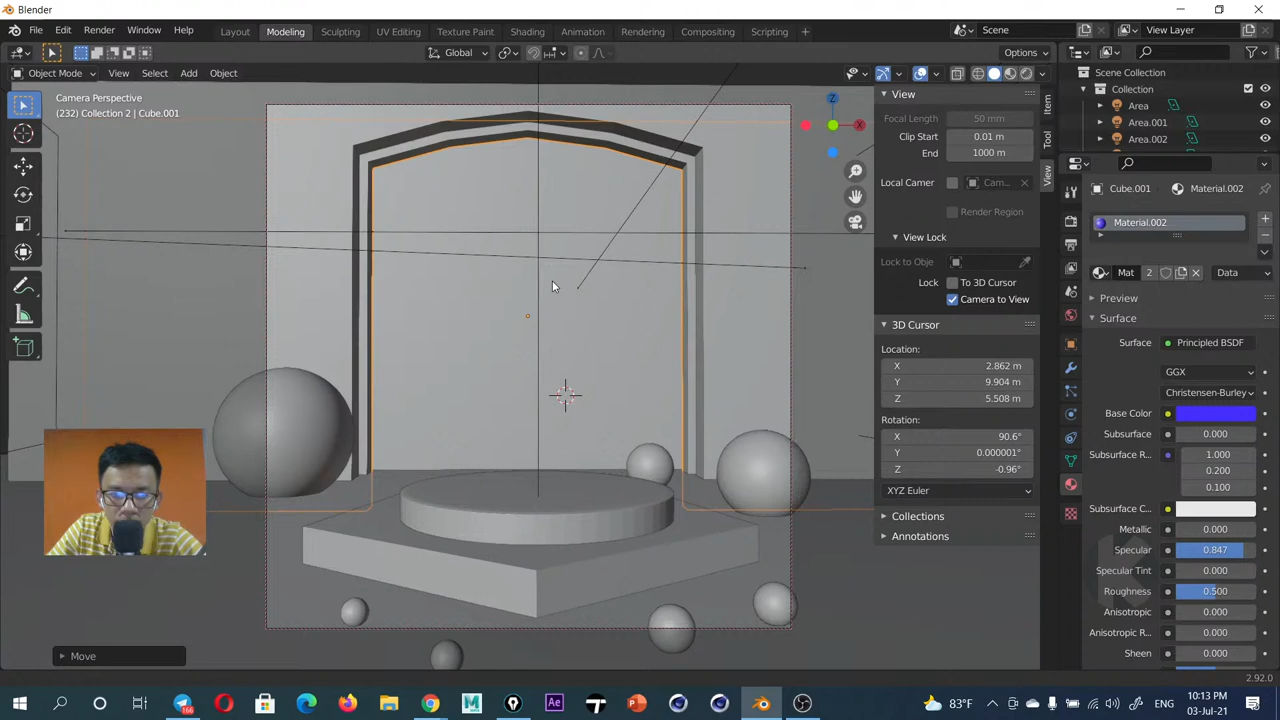 Blender
File Edit Render Window Help Layout Modeling Sculpting UV Editing Texture Paint Shading Animation Rendering Compositing Scripting Scene View Layer
Global Options
Object Mode View Select Add Object
Camera Perspective
(232) Collection 2 | Cube.001
Z
X
View
Focal Length 50 mm
Clip Start 0.01 m
End 1000 m
Local Camer Cam...
Render Region
View Lock
Lock to Obje
Lock To 3D Cursor
Camera to View
3D Cursor
Location:
X 2.862 m
Y 9.904 m
Z 5.508 m
Rotation:
X 90.6°
Y 0.000001°
Z -0.96°
XYZ Euler
Collections
Annotations
Item
Tool
View
Scene Collection
Collection
Area
Area.001
Area.002
Cube.001 Material.002
Material.002
Mat 2 Data
Preview
Surface
Surface Principled BSDF
GGX
Christensen-Burley
Base Color
Subsurface 0.000
Subsurface R... 1.000
0.200
0.100
Subsurface C...
Metallic 0.000
Specular 0.847
Specular Tint 0.000
Roughness 0.500
Anisotropic 0.000
Anisotropic R... 0.000
Sheen 0.000
Move
2.92.0
166
83°F
10:13 PM
03-Jul-21